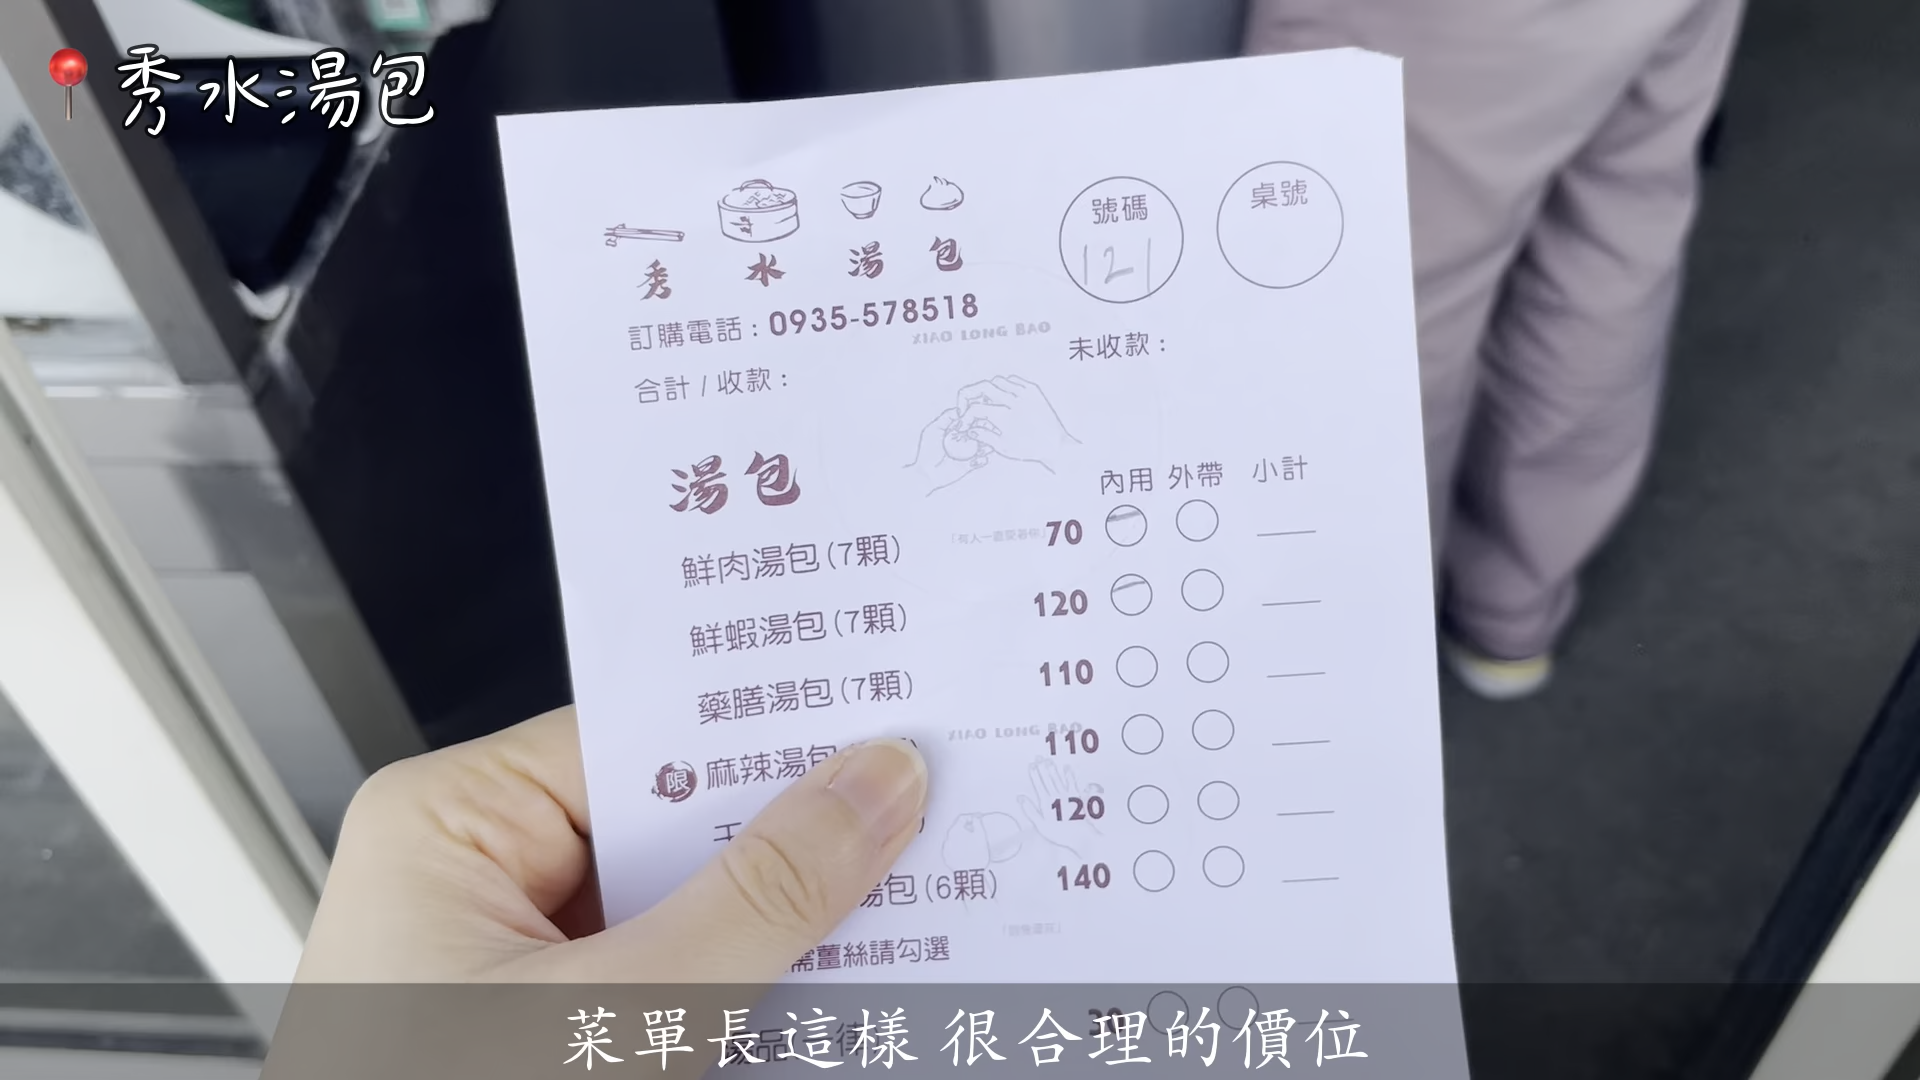 秀水湯包
秀水湯包
號碼
121
桌號
訂購電話：0935-578518
XIAO LONG BAO
未收款：
合計/收款：
湯包
內用 外帶 小計
鮮肉湯包(7顆) 70
鮮蝦湯包(7顆) 120
藥膳湯包(7顆) 110
XIAO LONG BAO
限 麻辣湯包 110
120
湯包(6顆) 140
需薑絲請勾選
30
菜單長這樣 很合理的價位